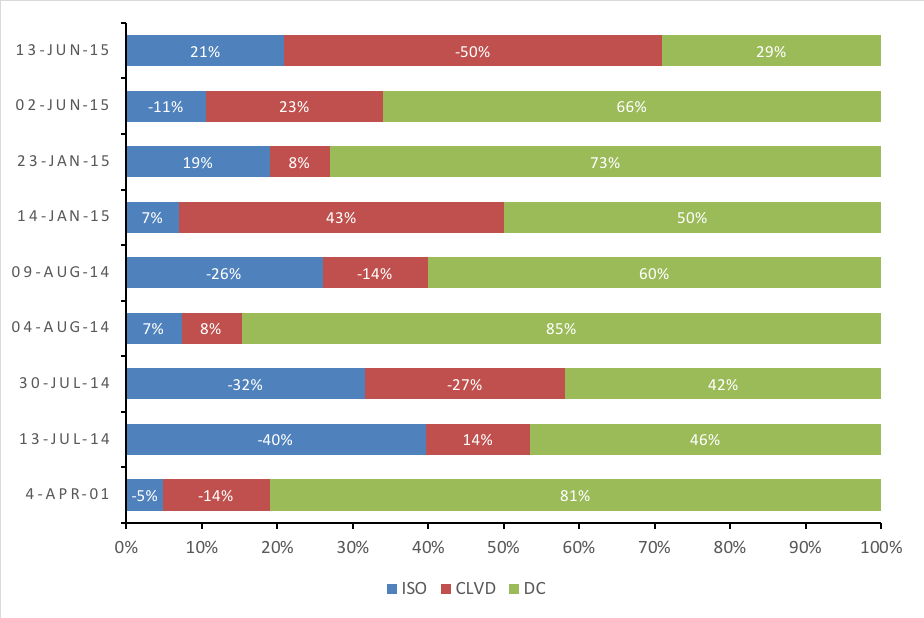 13-JUN-15 21% -50% 29%
02-JUN-15 -11% 23% 66%
23-JAN-15 19% 8% 73%
14-JAN-15 7% 43% 50%
09-AUG-14 -26% -14% 60%
04-AUG-14 7% 8% 85%
30-JUL-14 -32% -27% 42%
13-JUL-14 -40% 14% 46%
4-APR-01 -5% -14% 81%
0% 10% 20% 30% 40% 50% 60% 70% 80% 90% 100%
ISO CLVD DC